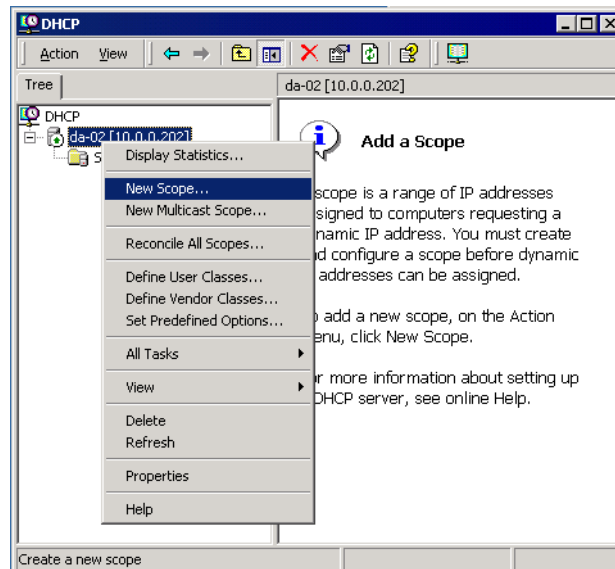 DHCP
Action View
Tree
da-02 [10.0.0.202]
DHCP
da-02 [10.0.0.202]
S
Display Statistics...
New Scope...
New Multicast Scope...
Reconcile All Scopes...
Define User Classes...
Define Vendor Classes...
Set Predefined Options...
All Tasks
View
Delete
Refresh
Properties
Help
Add a Scope
scope is a range of IP addresses
signed to computers requesting a
namic IP address. You must create
d configure a scope before dynamic
addresses can be assigned.
add a new scope, on the Action
enu, click New Scope.
r more information about setting up
DHCP server, see online Help.
Create a new scope